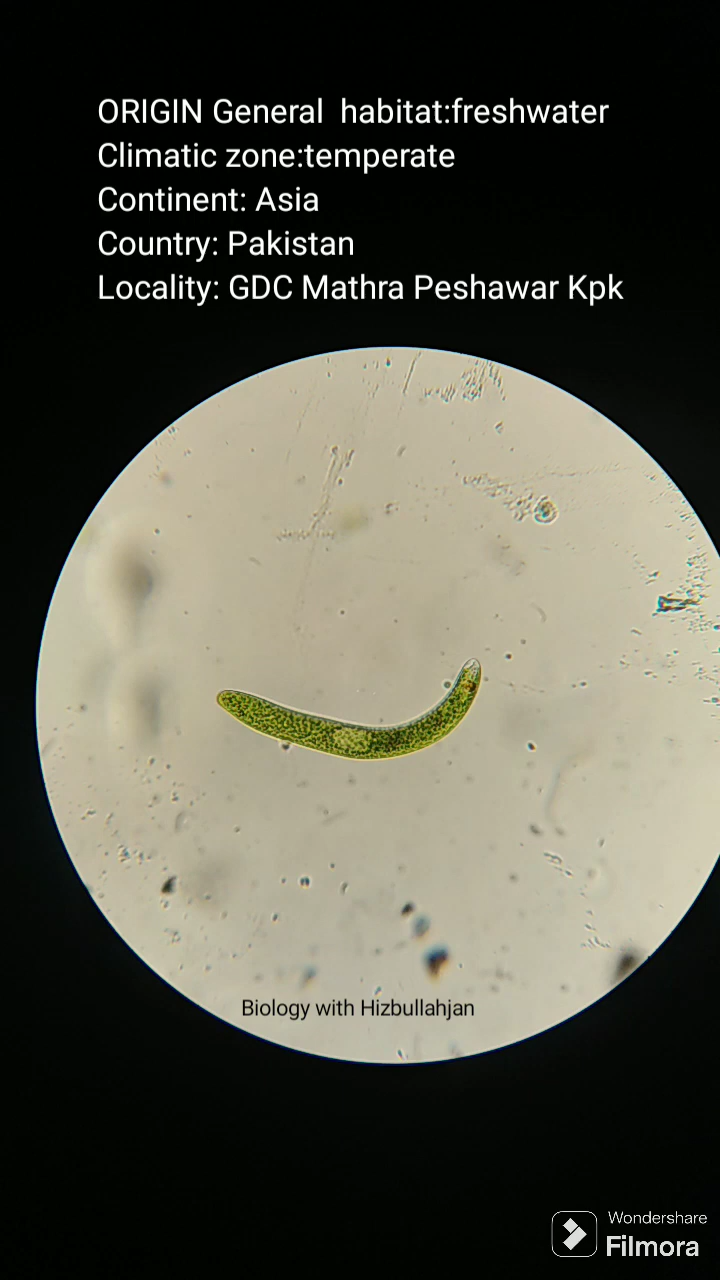 ORIGIN General  habitat:freshwater
Climatic zone:temperate
Continent: Asia
Country: Pakistan
Locality: GDC Mathra Peshawar Kpk
Biology with Hizbullahjan
Wondershare
Filmora